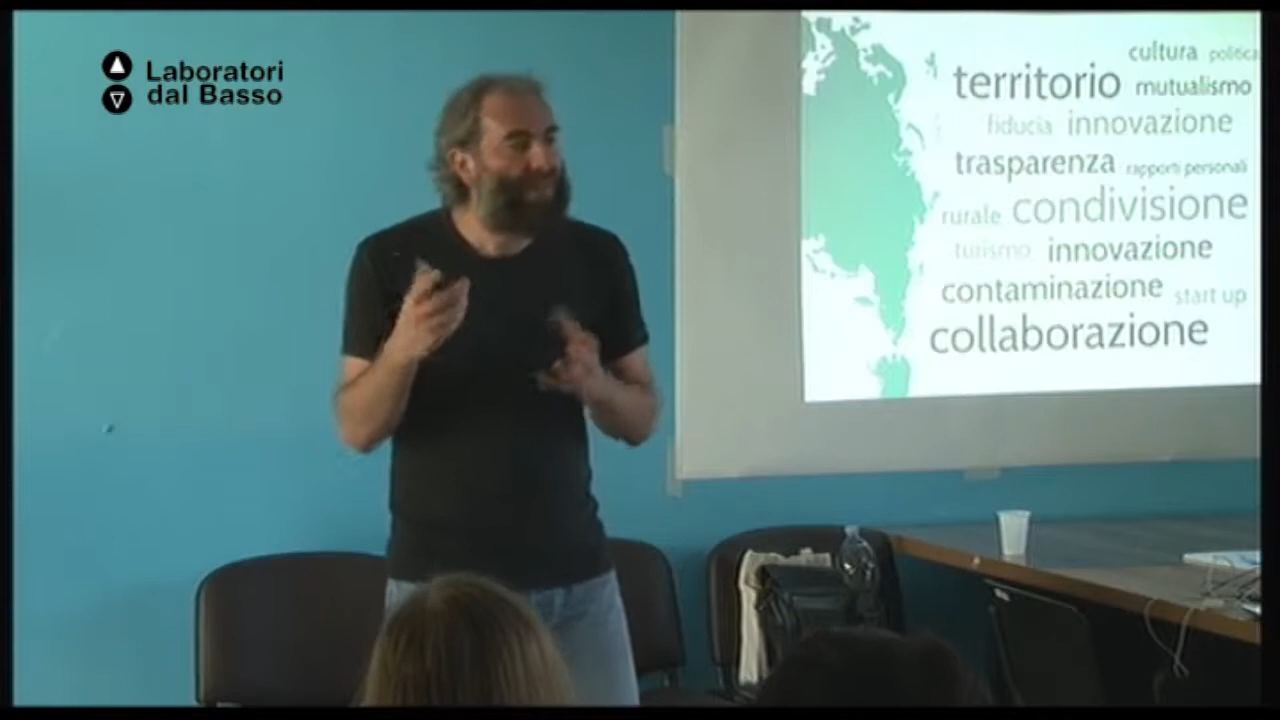 Laboratori
dal Basso
cultura politica
territorio mutualismo
fiducia innovazione
trasparenza rapporti personali
rurale condivisione
turismo innovazione
contaminazione start up
collaborazione